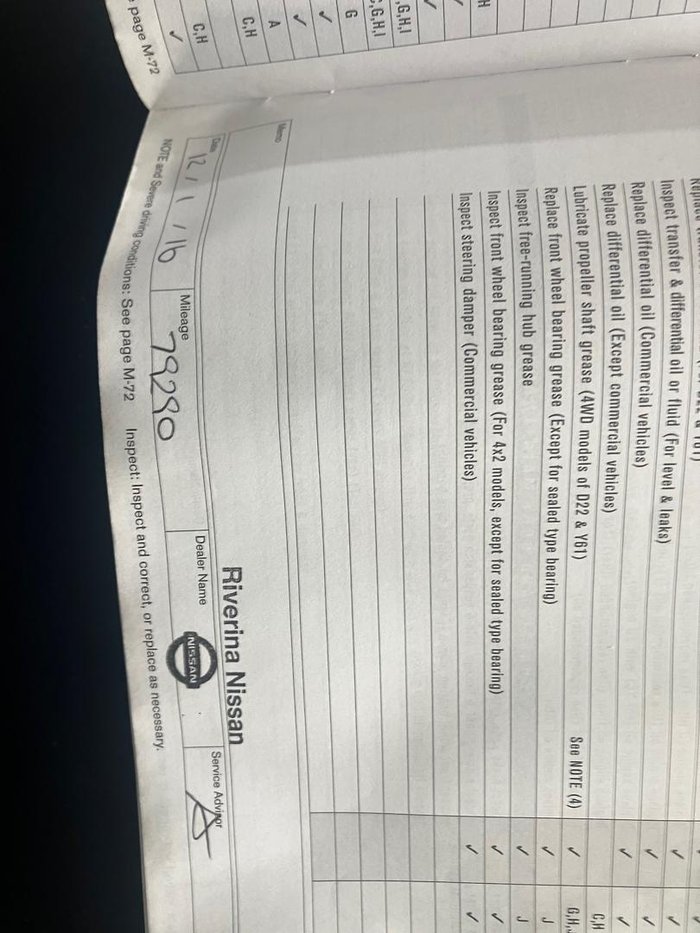 Inspect transfer & differential oil or fluid (For level & leaks) ✓ ✓
Replace differential oil (Commercial vehicles) ✓ ✓
Replace differential oil (Except commercial vehicles) ✓ ✓
Lubricate propeller shaft grease (4WD models of D22 & Y61) See NOTE (4) ✓ G,H,
Replace front wheel bearing grease (Except for sealed type bearing) ✓ J
Inspect free-running hub grease ✓ J
Inspect front wheel bearing grease (For 4x2 models, except for sealed type bearing) ✓ ✓
Inspect steering damper (Commercial vehicles) ✓ ✓
C,H
Memo
Riverina Nissan
Date Mileage Dealer Name Service Advisor
12/1/16 79290 NISSAN
NOTE and Severe driving conditions: See page M-72 Inspect: Inspect and correct, or replace as necessary.
H
✓
,G,H,I
,G,H,I
G
✓
✓
A
C,H
C,H
✓
page M-72